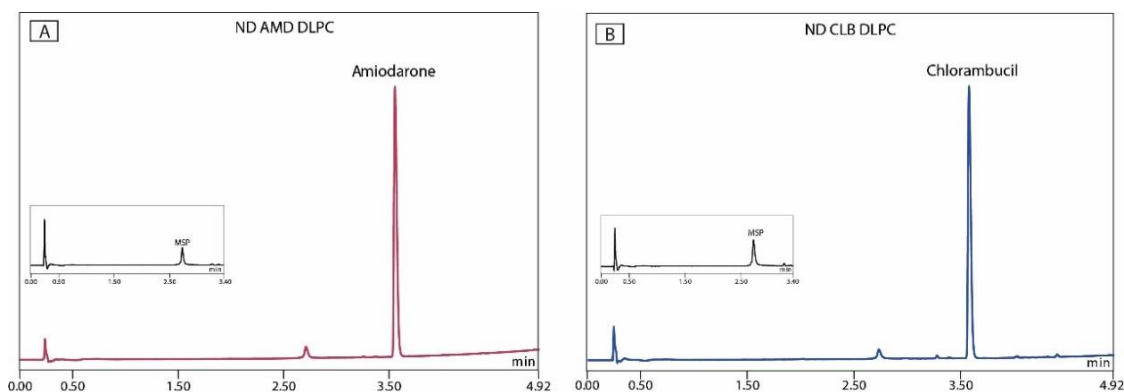 A
ND AMD DLPC
Amiodarone
MSP
min
0.00 0.50 1.50 2.50 3.40
min
0.00 0.50 1.50 2.50 3.50 4.92
B
ND CLB DLPC
Chlorambucil
MSP
min
0.00 0.50 1.50 2.50 3.40
min
0.00 0.50 1.50 2.50 3.50 4.92